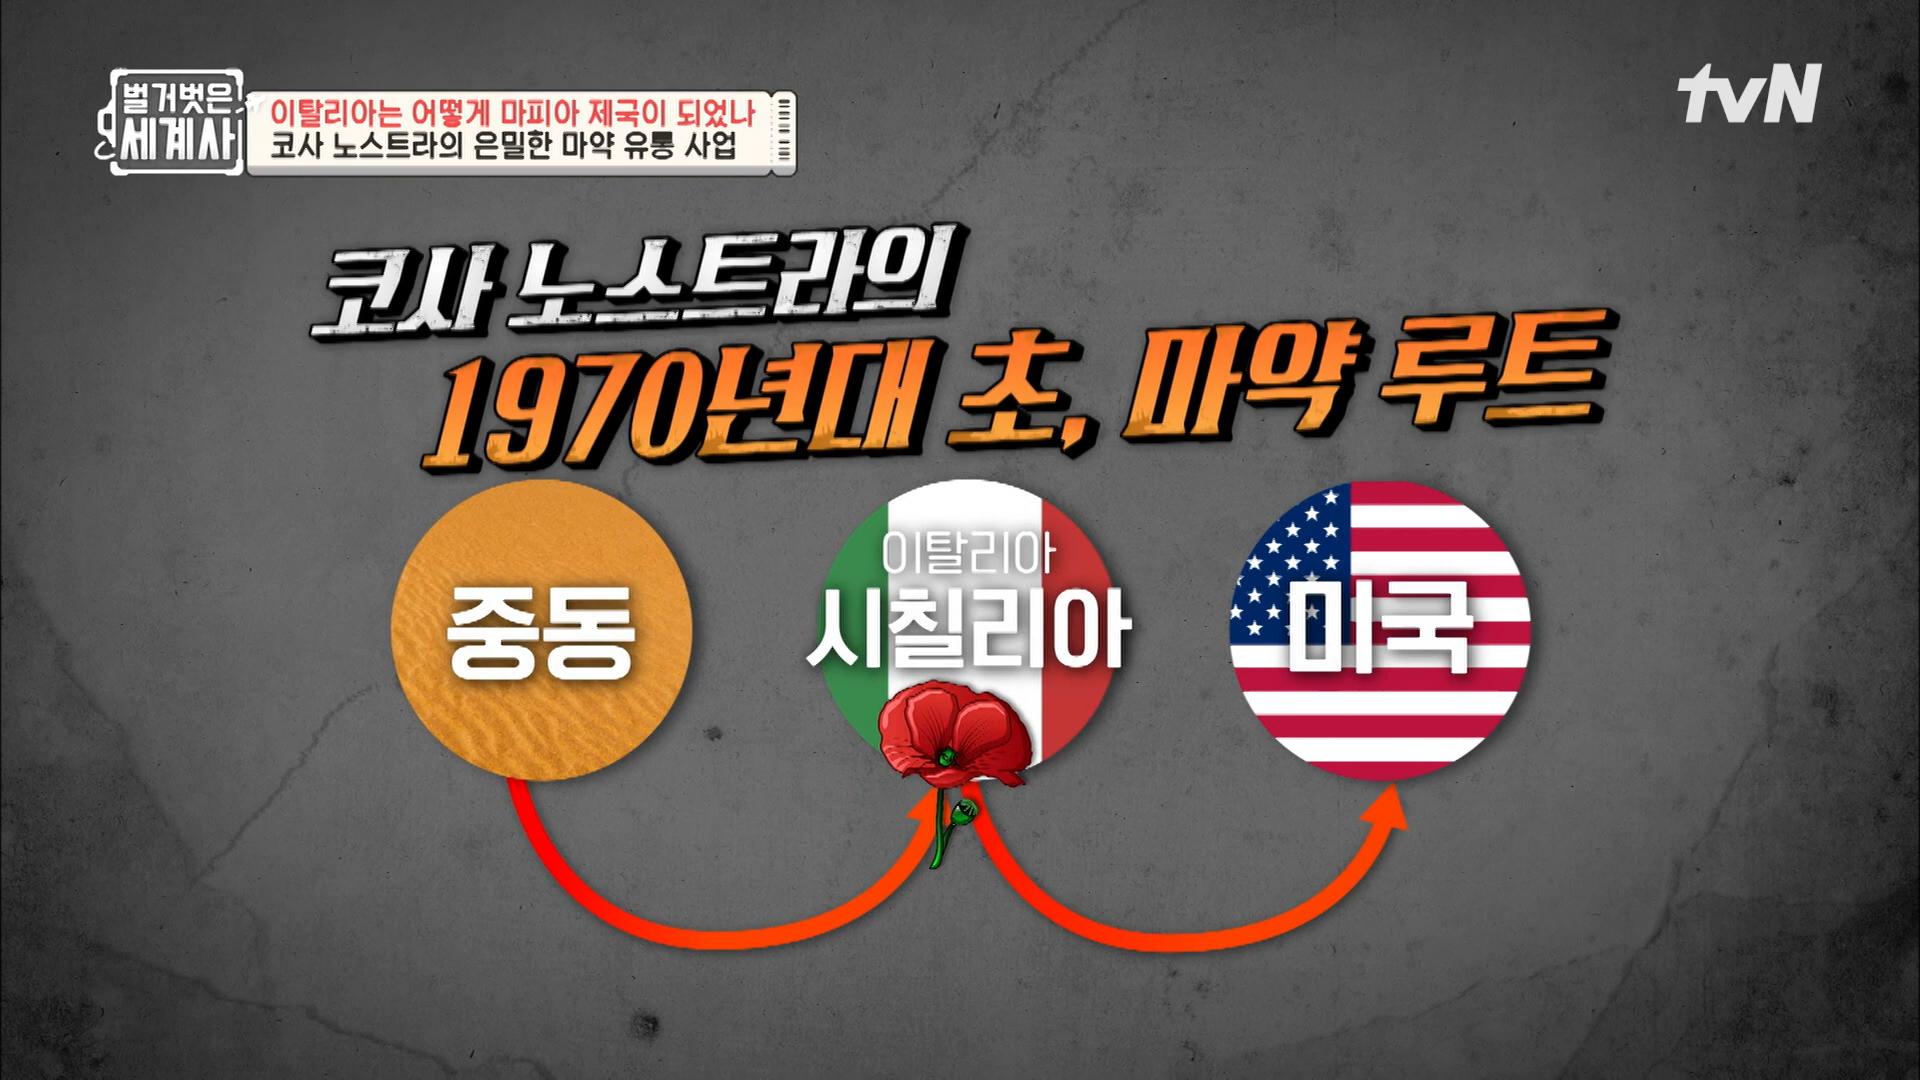 벌거벗은
세계사
이탈리아는 어떻게 마피아 제국이 되었나
코사 노스트라의 은밀한 마약 유통 사업
tvN
코사 노스트라의
1970년대 초, 마약 루트
중동
이탈리아
시칠리아
미국